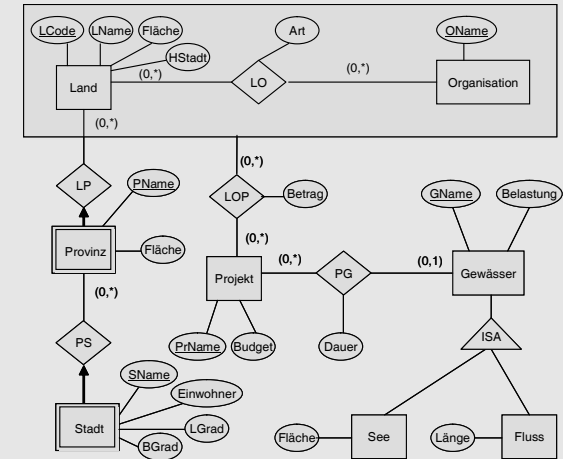 LCode LName Fläche Art OName
HStadt
Land (0,*) LO (0,*) Organisation
(0,*)
(0,*)
LP PName LOP Betrag GName Belastung
Provinz Fläche (0,*) (0,*) (0,1)
(0,*) Projekt PG Gewässer
PS PrName Budget Dauer ISA
SName
Einwohner
Stadt LGrad Fläche See Länge Fluss
BGrad